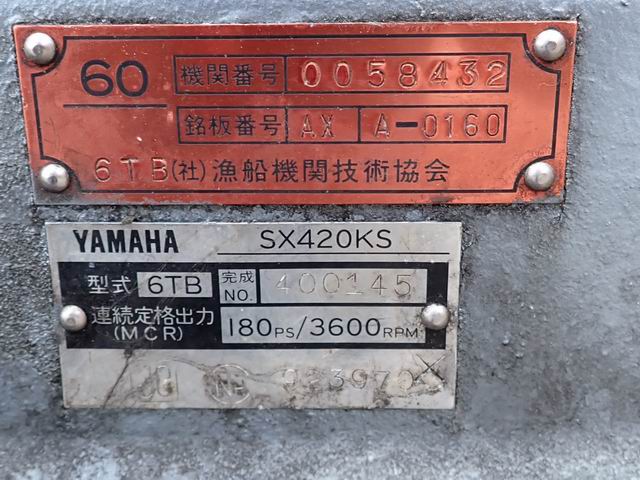 60 機関番号 0058432
銘板番号 AX A-0160
6TB (社)漁船機関技術協会
YAMAHA SX420KS
型式 6TB 完成NO. 400145
連続定格出力(MCR) 180PS/3600RPM